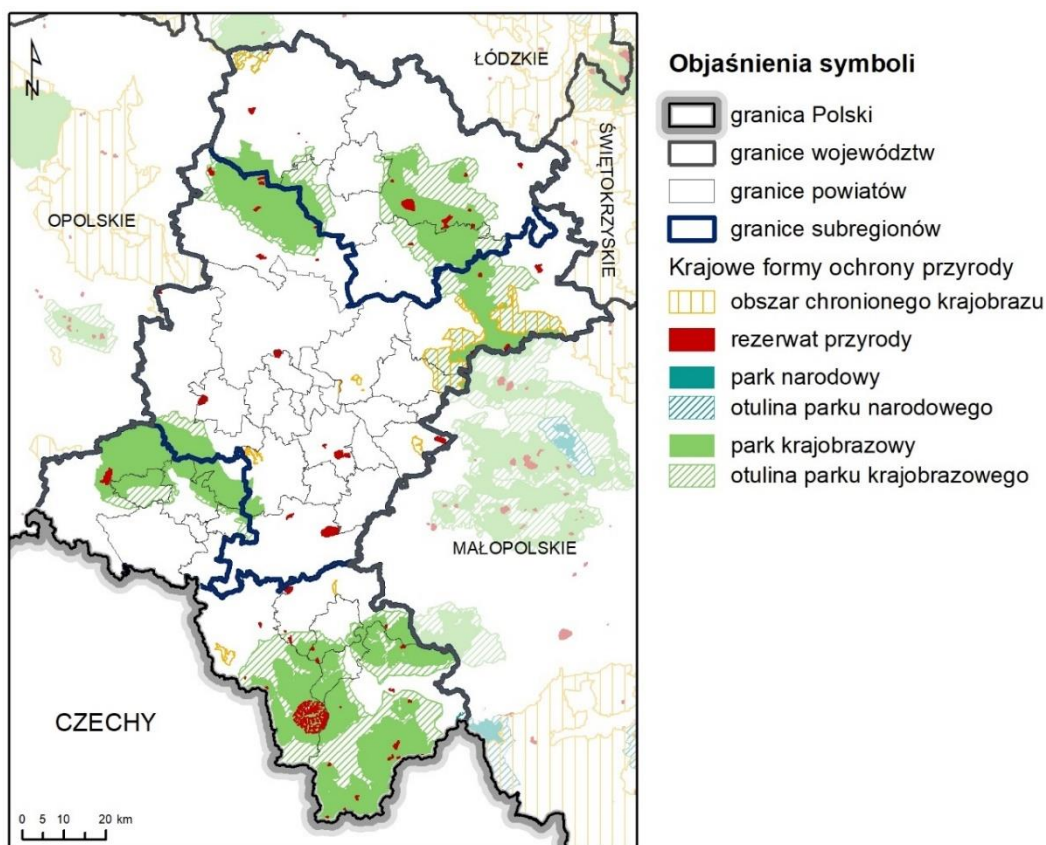 ŁÓDZKIE
N
ŚWIĘTOKRZYSKIE
OPOLSKIE
MAŁOPOLSKIE
CZECHY
0 5 10 20 km
Objaśnienia symboli
granica Polski
granice województw
granice powiatów
granice subregionów
Krajowe formy ochrony przyrody
obszar chronionego krajobrazu
rezerwat przyrody
park narodowy
otulina parku narodowego
park krajobrazowy
otulina parku krajobrazowego